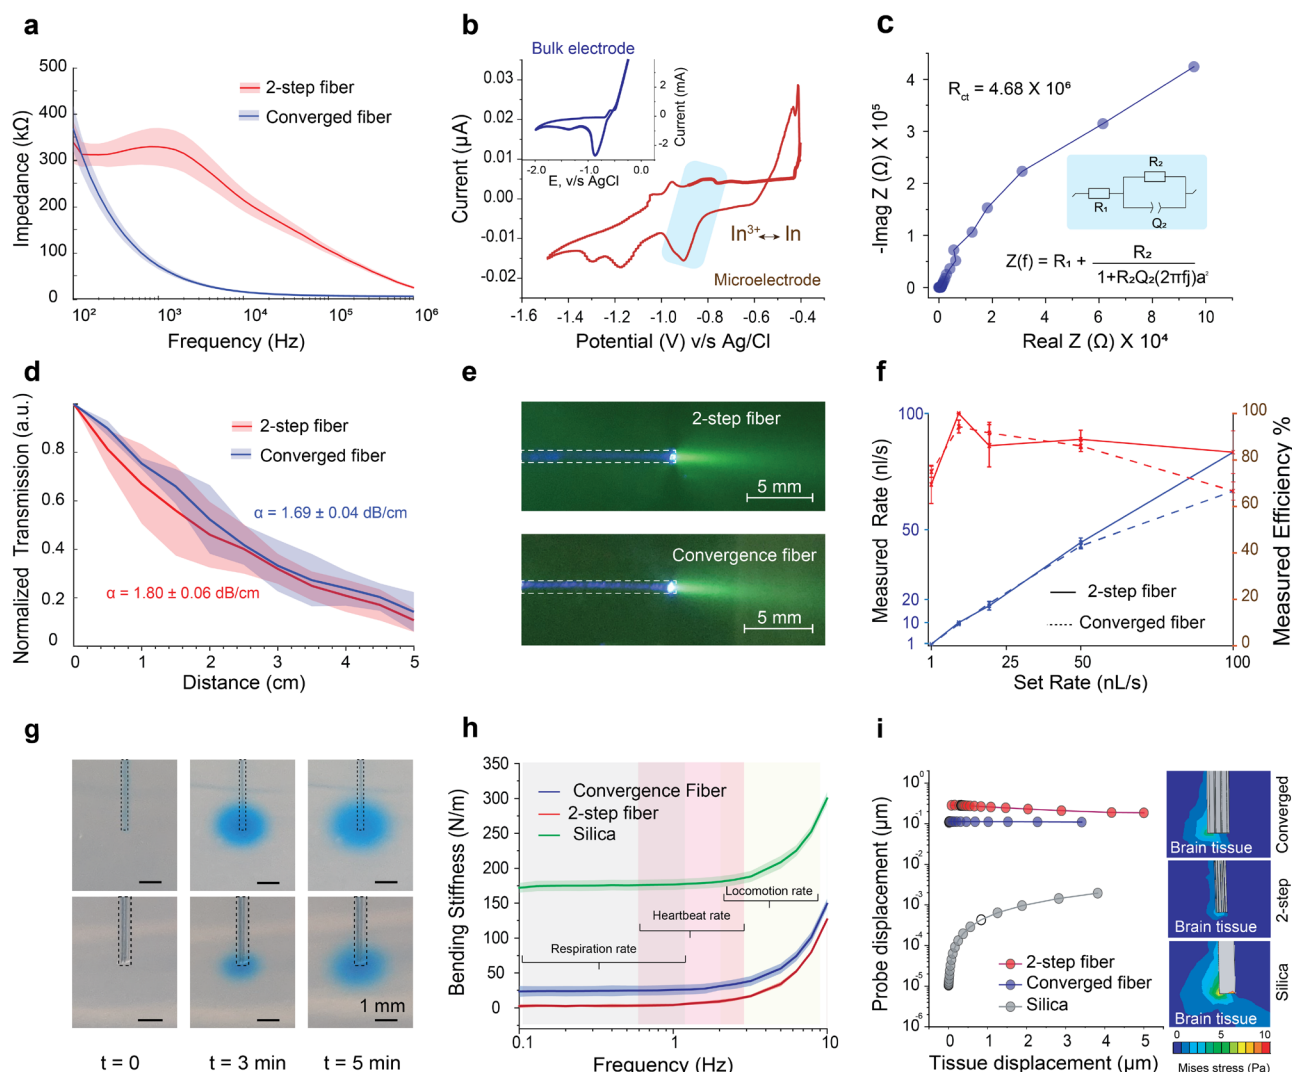 a
500
400
300
200
100
0
Impedance (kΩ)
2-step fiber
Converged fiber
10² 10³ 10⁴ 10⁵ 10⁶
Frequency (Hz)
b
Bulk electrode
0.03
0.02
0.01
0.00
-0.01
-0.02
Current (µA)
2
0
-2
Current (mA)
-2.0 -1.0 0.0
E, v/s AgCl
In³⁺ ↔ In
Microelectrode
-1.6 -1.4 -1.2 -1.0 -0.8 -0.6 -0.4
Potential (V) v/s Ag/Cl
c
-4
3
2
1
0
-Imag Z (Ω) X 10⁵
R_ct = 4.68 X 10⁶
R₂
R₁
Q₂
Z(f) = R₁ + R₂
1+R₂Q₂(2πfj)a²
0 2 4 6 8 10
Real Z (Ω) X 10⁴
d
0.8
0.6
0.4
0.2
0
Normalized Transmission (a.u.)
2-step fiber
Converged fiber
α = 1.69 ± 0.04 dB/cm
α = 1.80 ± 0.06 dB/cm
0 1 2 3 4 5
Distance (cm)
e
2-step fiber
5 mm
Convergence fiber
5 mm
f
100
50
20
10
1
Measured Rate (nl/s)
100
80
60
40
20
0
Measured Efficiency %
2-step fiber
Converged fiber
1 25 50 100
Set Rate (nL/s)
g
1 mm
t = 0 t = 3 min t = 5 min
h
350
300
250
200
150
100
50
0
Bending Stiffness (N/m)
Convergence Fiber
2-step fiber
Silica
Locomotion rate
Heartbeat rate
Respiration rate
0.1 1 10
Frequency (Hz)
i
10⁰
10⁻¹
10⁻²
10⁻³
10⁻⁴
10⁻⁵
10⁻⁶
Probe displacement (µm)
2-step fiber
Converged fiber
Silica
0 1 2 3 4 5
Tissue displacement (µm)
Brain tissue
Converged
Brain tissue
2-step
Brain tissue
Silica
0 5 10
Mises stress (Pa)